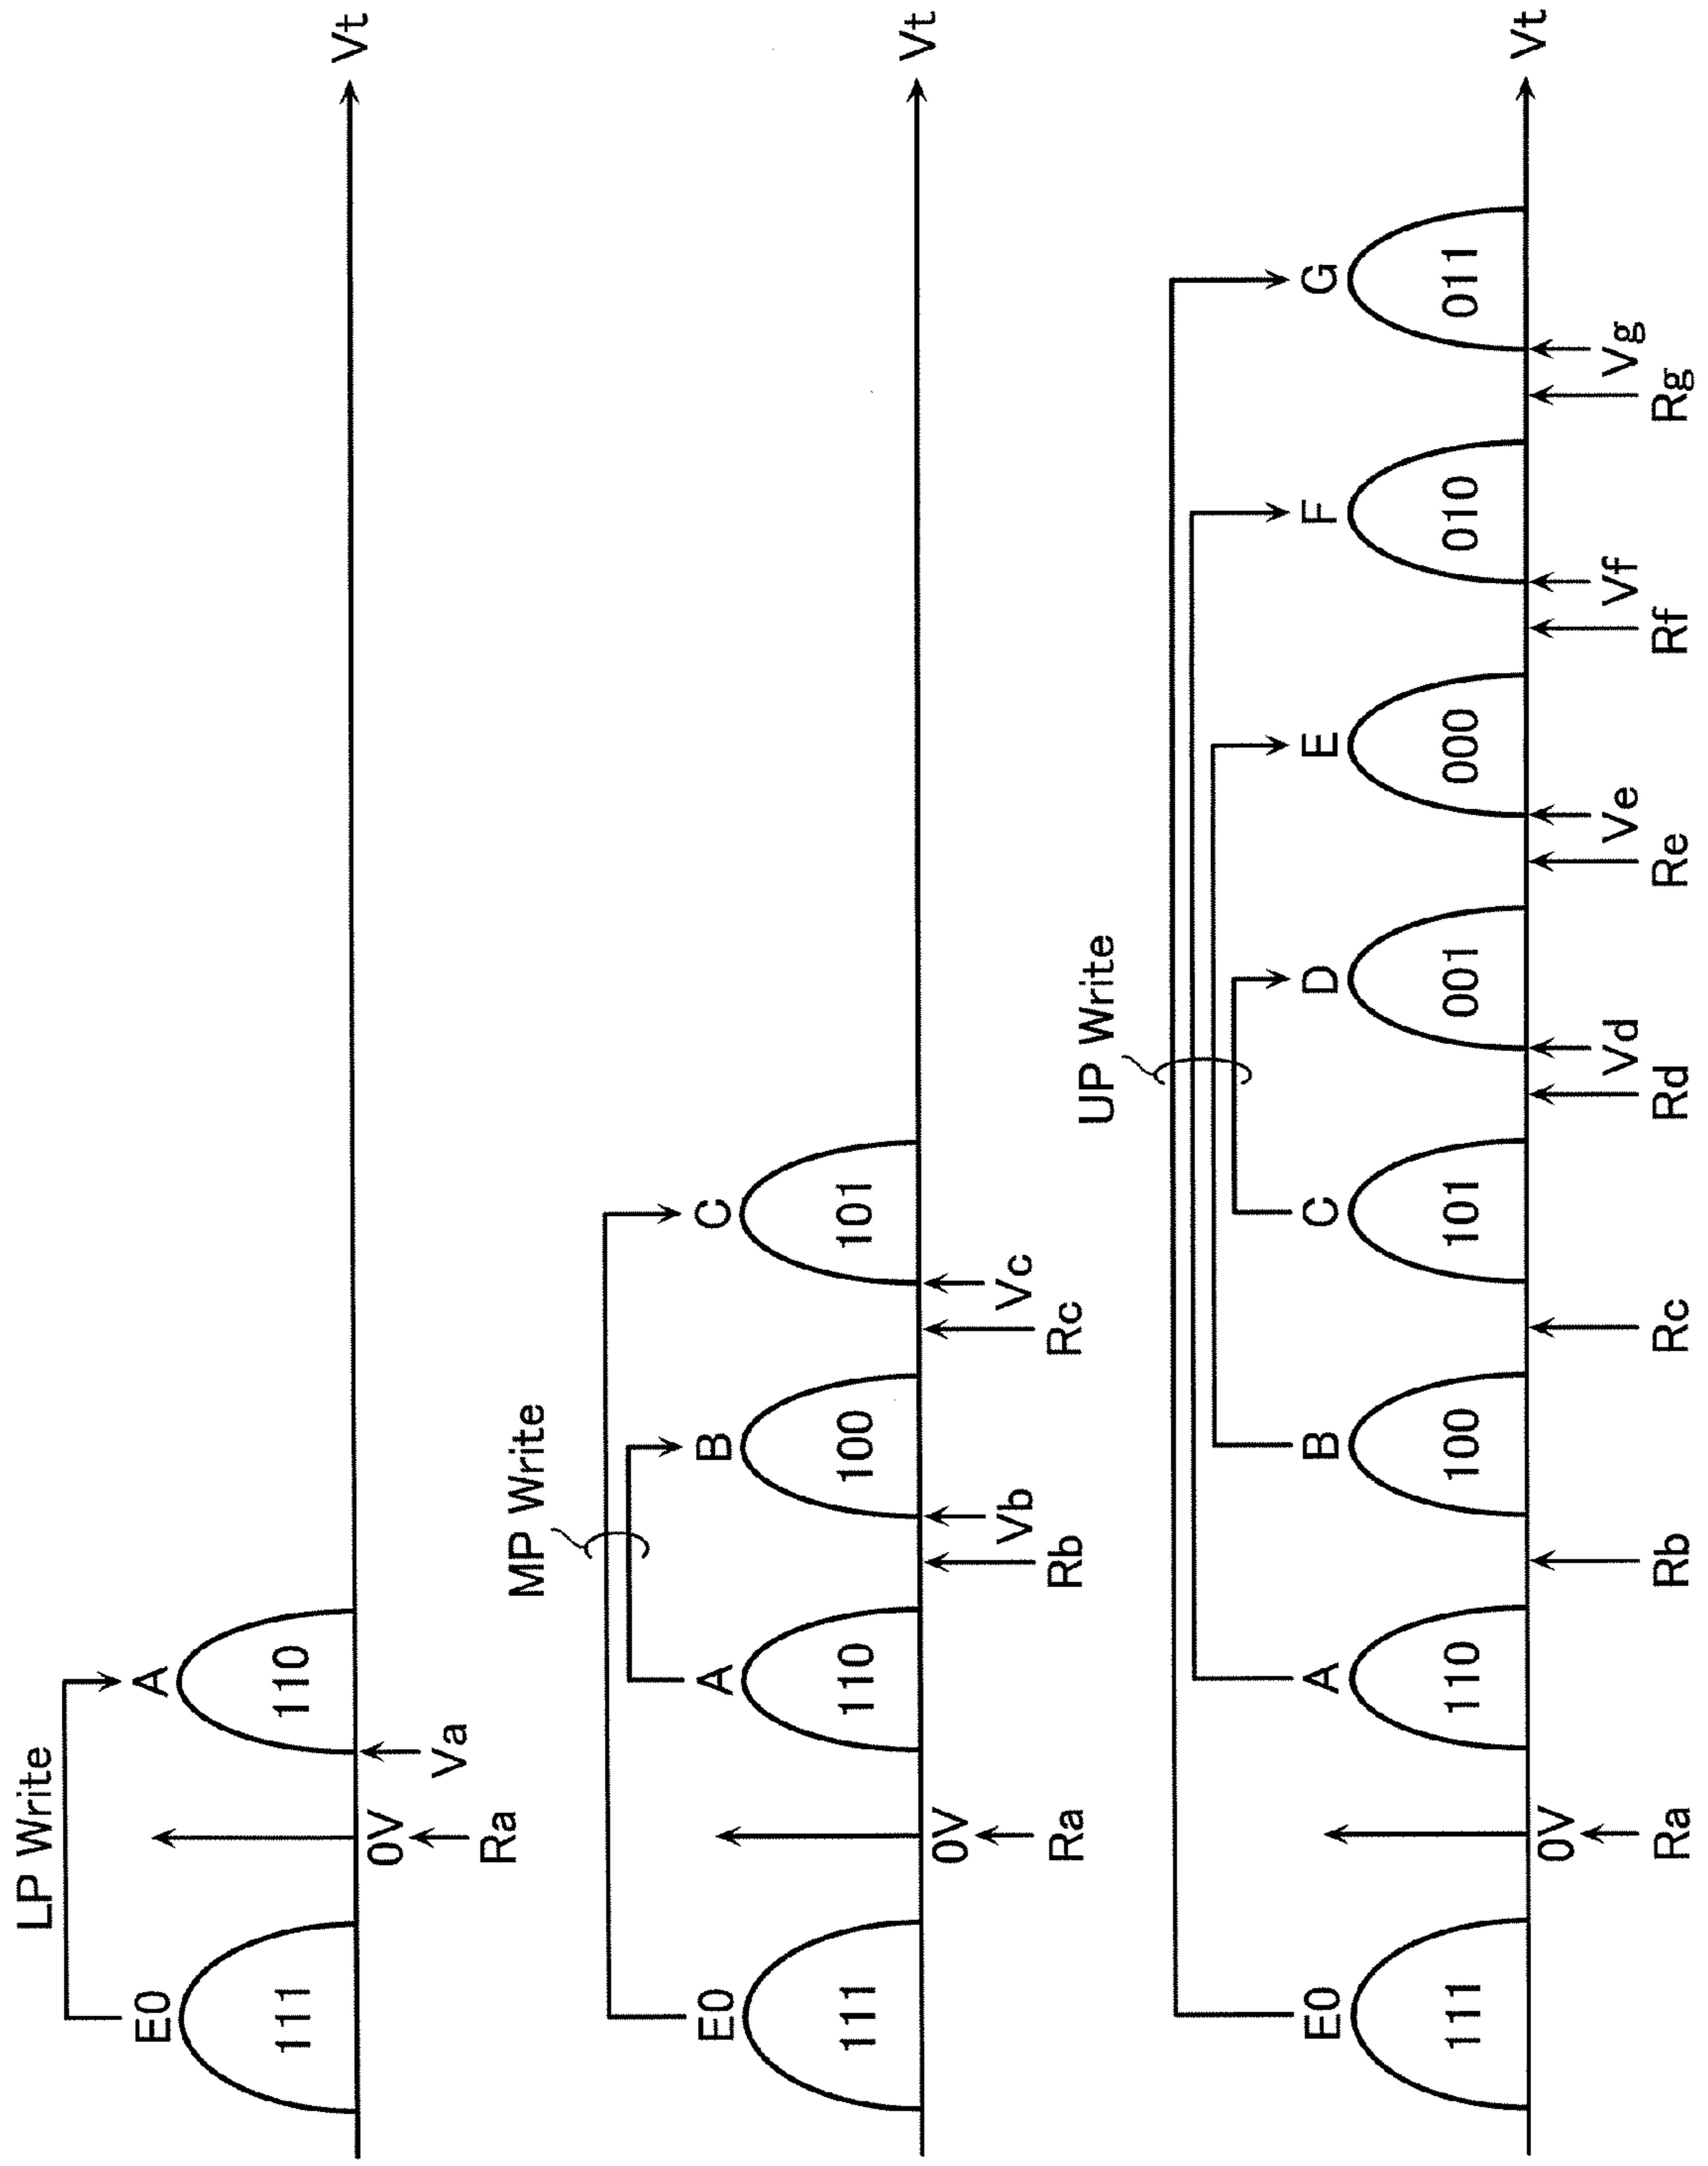 LP Write
E0 A
111 110
Vt
0V Va
Ra
MP Write
E0 A B C
111 110 100 101
Vt
0V Vb Vc
Ra Rb Rc
UP Write
E0 A B C D E F G
111 110 100 101 001 000 010 011
Vt
0V Vd Ve Vf Vg
Ra Rb Rc Rd Re Rf Rg